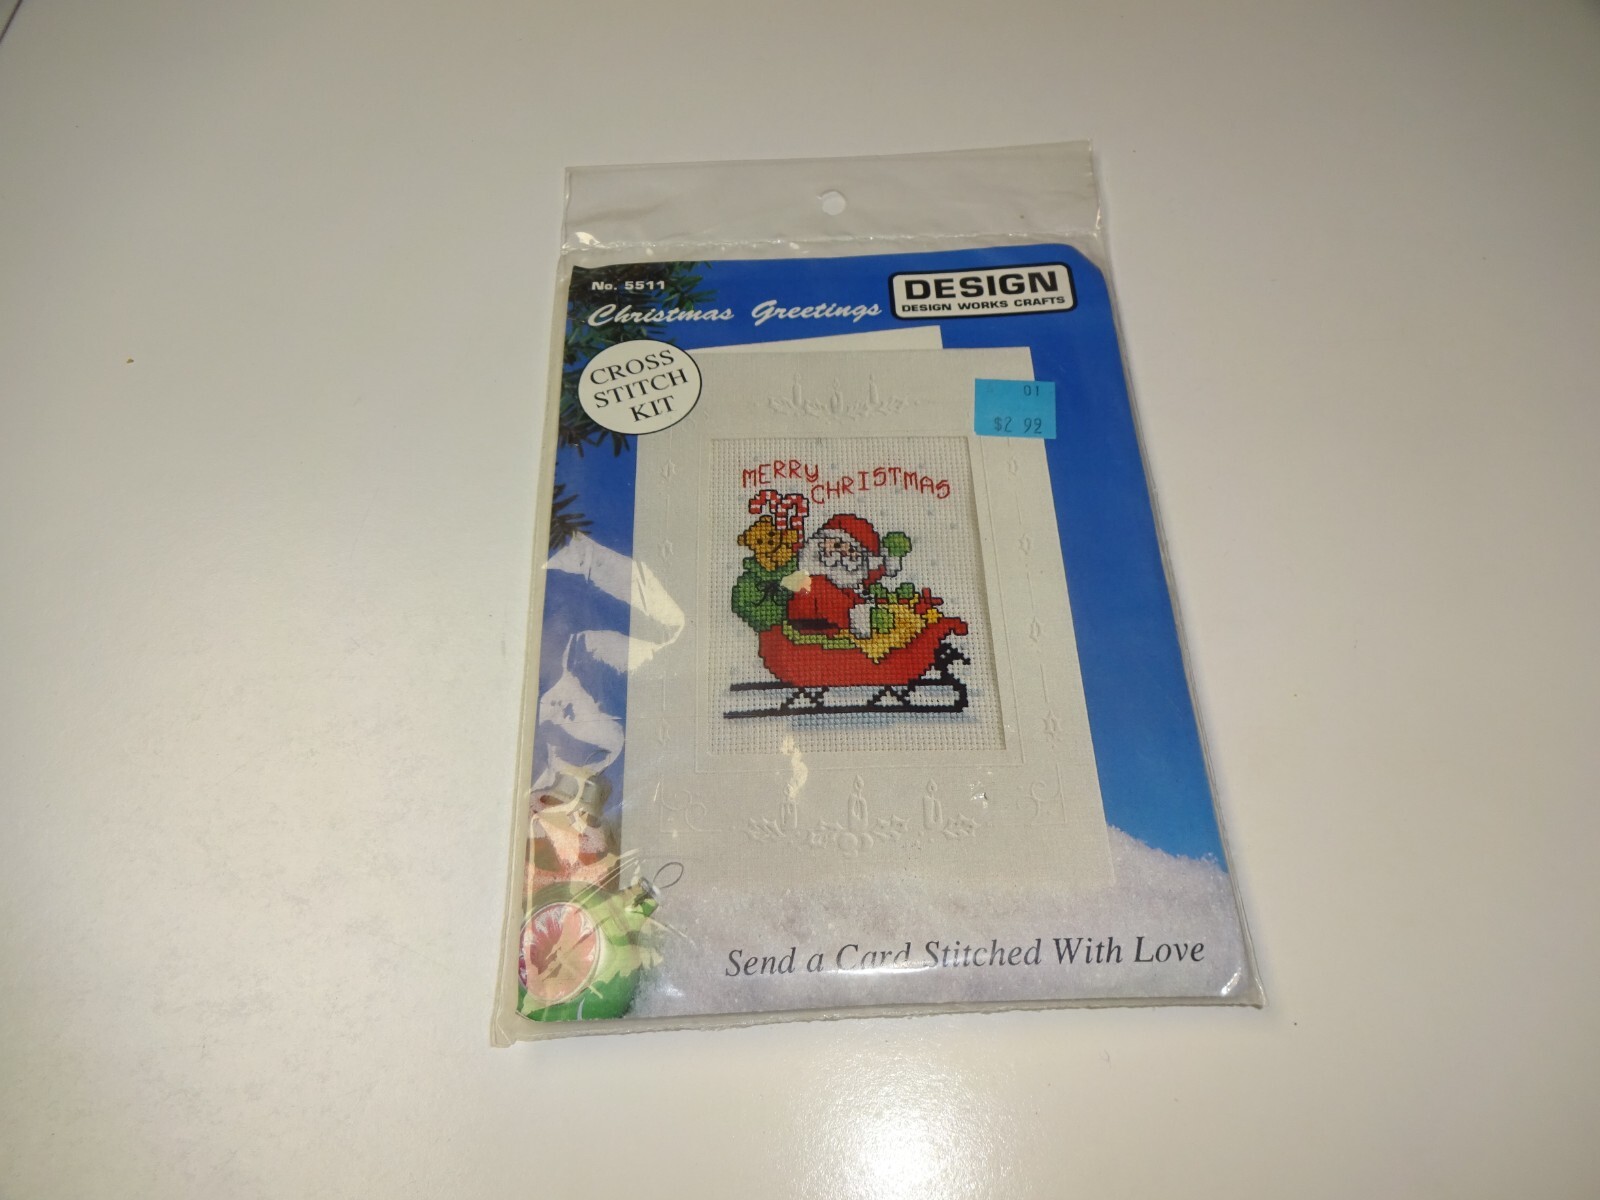 No. 5511
Christmas Greetings
DESIGN
DESIGN WORKS CRAFTS
CROSS
STITCH
KIT
01
$2 92
MERRY
CHRISTMAS
Send a Card Stitched With Love